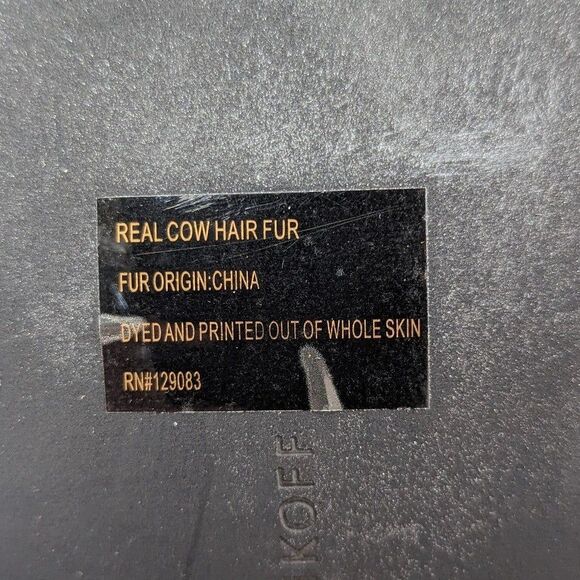 REAL COW HAIR FUR
FUR ORIGIN:CHINA
DYED AND PRINTED OUT OF WHOLE SKIN
RN#129083
KOFF